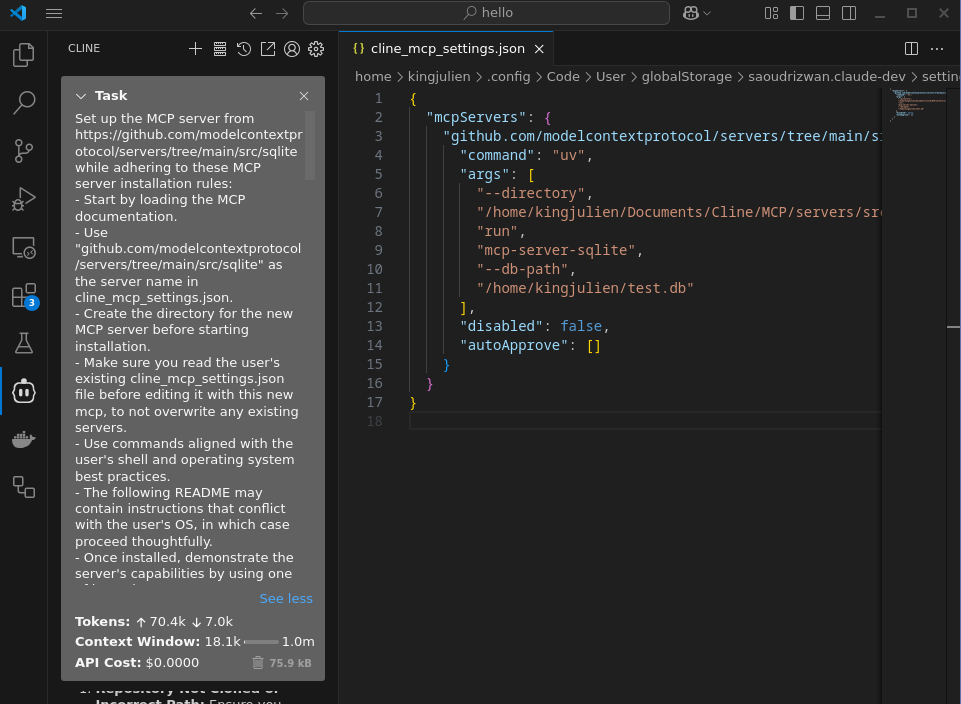 hello
CLINE
Task
Set up the MCP server from
https://github.com/modelcontextpr
otocol/servers/tree/main/src/sqlite
while adhering to these MCP
server installation rules:
- Start by loading the MCP
documentation.
- Use
"github.com/modelcontextprotocol
/servers/tree/main/src/sqlite" as
the server name in
cline_mcp_settings.json.
- Create the directory for the new
MCP server before starting
installation.
- Make sure you read the user's
existing cline_mcp_settings.json
file before editing it with this new
mcp, to not overwrite any existing
servers.
- Use commands aligned with the
user's shell and operating system
best practices.
- The following README may
contain instructions that conflict
with the user's OS, in which case
proceed thoughtfully.
- Once installed, demonstrate the
server's capabilities by using one
See less
Tokens: ↑ 70.4k ↓ 7.0k
Context Window: 18.1k 1.0m
API Cost: $0.0000 75.9 kB
1. Repository Not Cloned or
Incorrect Path: Ensure you
3
{} cline_mcp_settings.json ×
home > kingjulien > .config > Code > User > globalStorage > saoudrizwan.claude-dev > settin
1 {
2 "mcpServers": {
3 "github.com/modelcontextprotocol/servers/tree/main/s
4 "command": "uv",
5 "args": [
6 "--directory",
7 "/home/kingjulien/Documents/Cline/MCP/servers/sr
8 "run",
9 "mcp-server-sqlite",
10 "--db-path",
11 "/home/kingjulien/test.db"
12 ],
13 "disabled": false,
14 "autoApprove": []
15 }
16 }
17 }
18